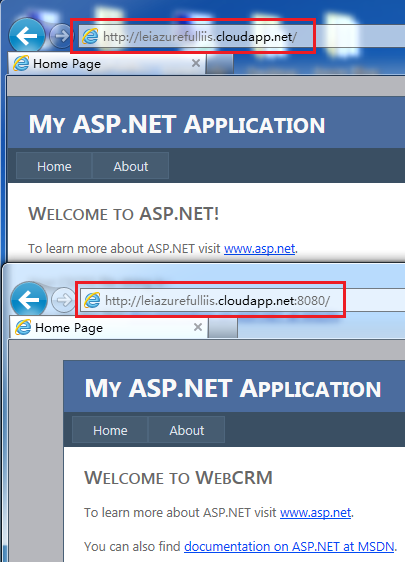 http://leiazurefulliis.cloudapp.net/
Home Page
MY ASP.NET APPLICATION
Home About
WELCOME TO ASP.NET!
To learn more about ASP.NET visit www.asp.net.
http://leiazurefulliis.cloudapp.net:8080/
Home Page
MY ASP.NET APPLICATION
Home About
WELCOME TO WEBCRM
To learn more about ASP.NET visit www.asp.net.
You can also find documentation on ASP.NET at MSDN.